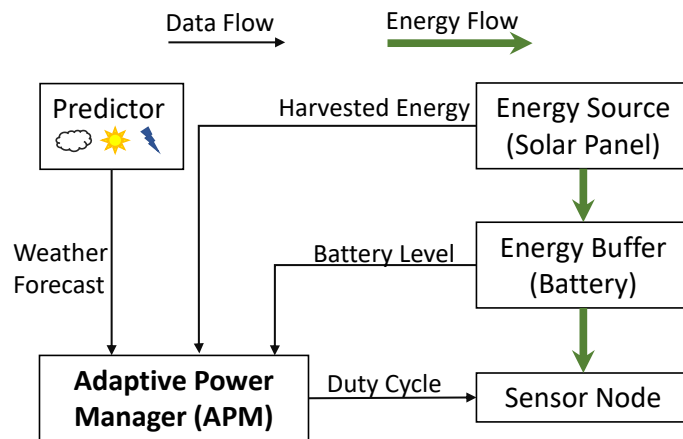 Data Flow
Energy Flow
Predictor
Harvested Energy
Energy Source
(Solar Panel)
Weather
Forecast
Battery Level
Energy Buffer
(Battery)
Adaptive Power
Manager (APM)
Duty Cycle
Sensor Node